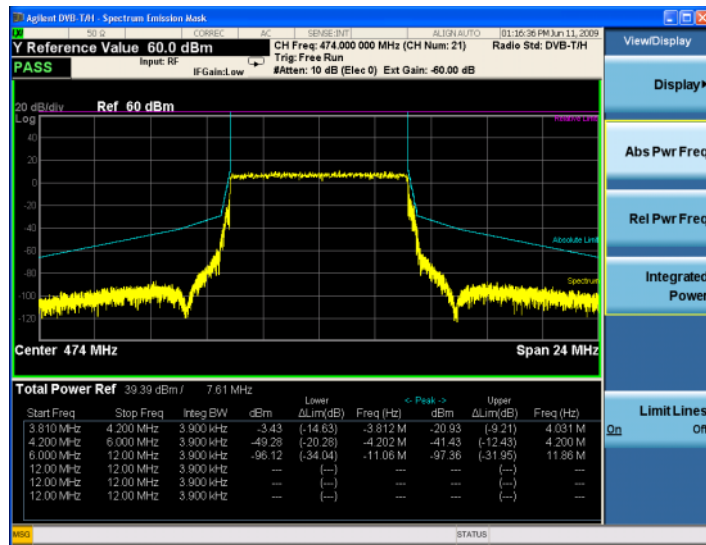 Agilent DVB-T/H - Spectrum Emission Mask
50 Ω CORREC AC SENSE:INT ALIGN AUTO 01:16:36 PM Jun 11, 2009
Y Reference Value 60.0 dBm
CH Freq: 474.000 000 MHz (CH Num: 21) Radio Std: DVB-T/H
Trig: Free Run
PASS Input: RF IFGain:Low #Atten: 10 dB (Elec 0) Ext Gain: -60.00 dB
View/Display
Display
Abs Pwr Freq
Rel Pwr Freq
Integrated
Power
Limit Lines
On Off
20 dB/div Ref 60 dBm
Log
Relative Limit
40
20
0
-20
-40
Absolute Limit
-60
-80
Spectrum
-100
-120
Center 474 MHz Span 24 MHz
Total Power Ref 39.39 dBm / 7.61 MHz
Lower <- Peak -> Upper
Start Freq Stop Freq Integ BW dBm ΔLim(dB) Freq (Hz) dBm ΔLim(dB) Freq (Hz)
3.810 MHz 4.200 MHz 3.900 kHz -3.43 (-14.63) -3.812 M -20.93 (-9.21) 4.031 M
4.200 MHz 6.000 MHz 3.900 kHz -49.28 (-20.28) -4.202 M -41.43 (-12.43) 4.200 M
6.000 MHz 12.00 MHz 3.900 kHz -96.12 (-34.04) -11.06 M -97.36 (-31.95) 11.86 M
12.00 MHz 12.00 MHz 3.900 kHz --- (---) --- --- (---) ---
12.00 MHz 12.00 MHz 3.900 kHz --- (---) --- --- (---) ---
12.00 MHz 12.00 MHz 3.900 kHz --- (---) --- --- (---) ---
MSG STATUS